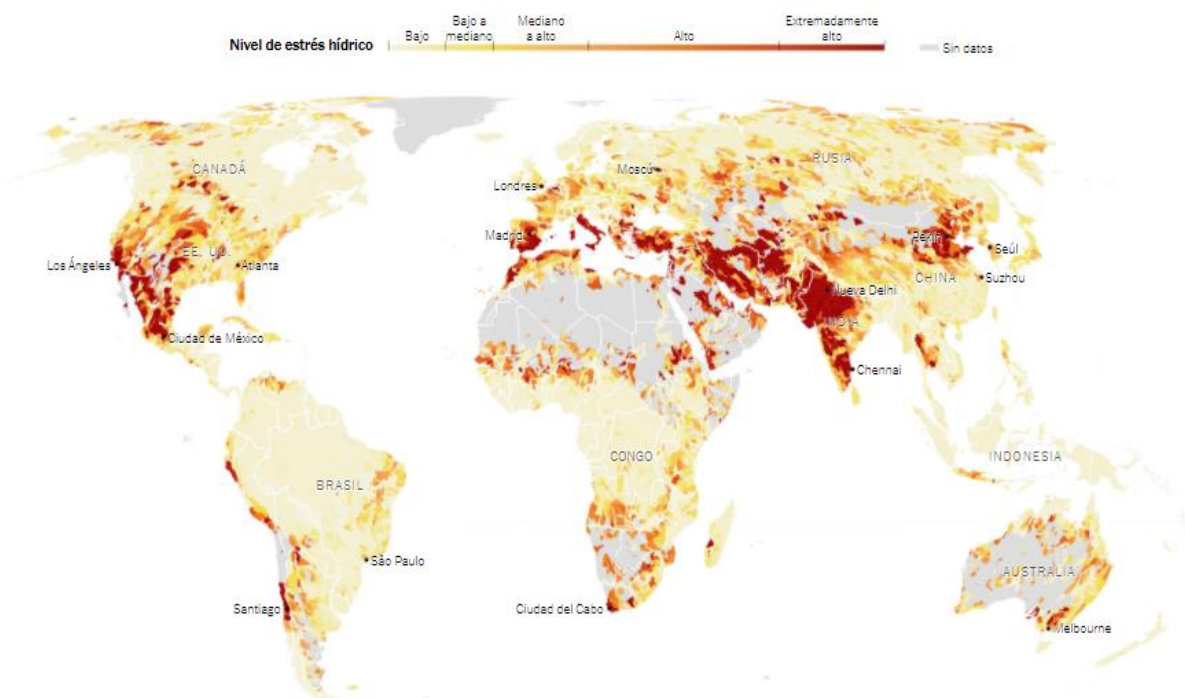 Nivel de estrés hídrico
Bajo
Bajo a
mediano
Mediano
a alto
Alto
Extremadamente
alto
Sin datos
CANADÁ
RUSIA
Moscú
Londres
Madrid
Pekín
Seúl
EE. UU.
Los Ángeles
Atlanta
CHINA
Suzhou
Nueva Delhi
INDIA
Ciudad de México
Chennai
CONGO
INDONESIA
BRASIL
São Paulo
AUSTRALIA
Santiago
Ciudad del Cabo
Melbourne